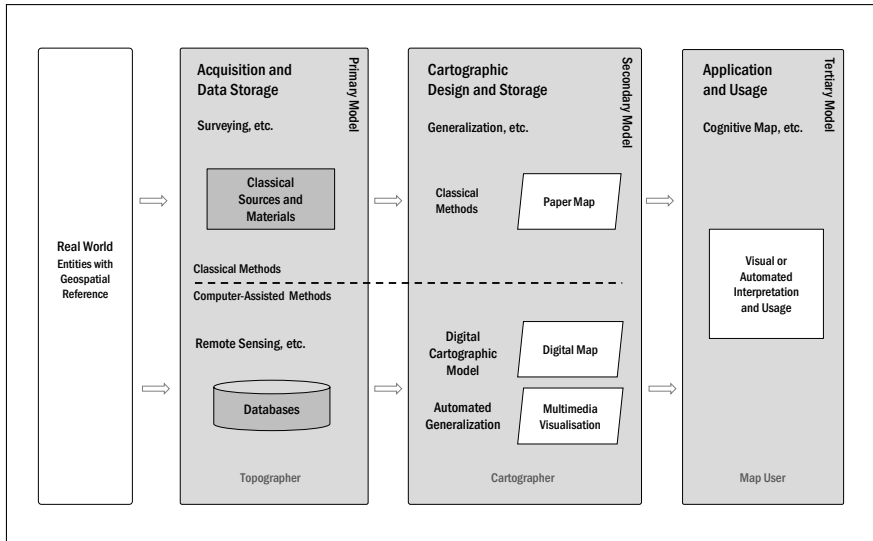 Real World
Entities with
Geospatial
Reference
Acquisition and
Data Storage
Primary Model
Surveying, etc.
Classical
Sources and
Materials
Classical Methods
Computer-Assisted Methods
Remote Sensing, etc.
Databases
Topographer
Cartographic
Design and Storage
Secondary Model
Generalization, etc.
Classical
Methods
Paper Map
Digital
Cartographic
Model
Digital Map
Automated
Generalization
Multimedia
Visualisation
Cartographer
Application
and Usage
Tertiary Model
Cognitive Map, etc.
Visual or
Automated
Interpretation
and Usage
Map User